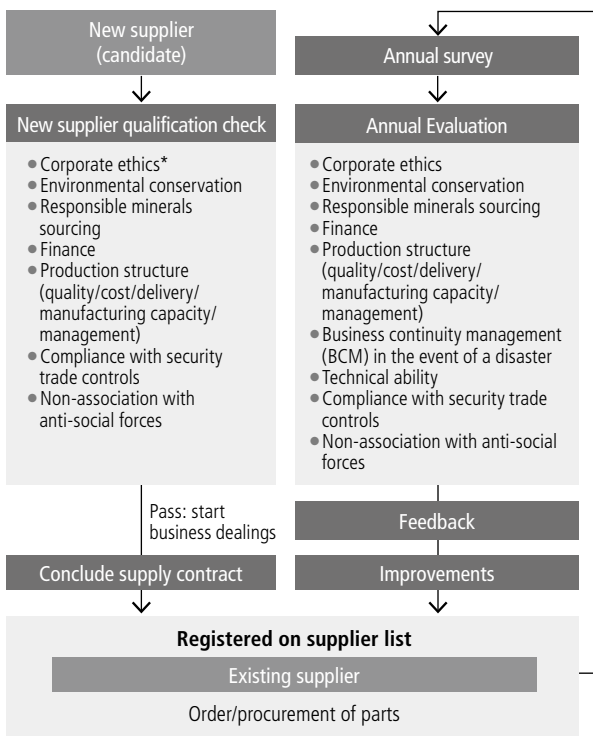 New supplier
(candidate)
New supplier qualification check
● Corporate ethics*
● Environmental conservation
● Responsible minerals
sourcing
● Finance
● Production structure
(quality/cost/delivery/
manufacturing capacity/
management)
● Compliance with security
trade controls
● Non-association with
anti-social forces
Pass: start
business dealings
Conclude supply contract
Annual survey
Annual Evaluation
● Corporate ethics
● Environmental conservation
● Responsible minerals sourcing
● Finance
● Production structure
(quality/cost/delivery/
manufacturing capacity/
management)
● Business continuity management
(BCM) in the event of a disaster
● Technical ability
● Compliance with security trade
controls
● Non-association with anti-social
forces
Feedback
Improvements
Registered on supplier list
Existing supplier
Order/procurement of parts